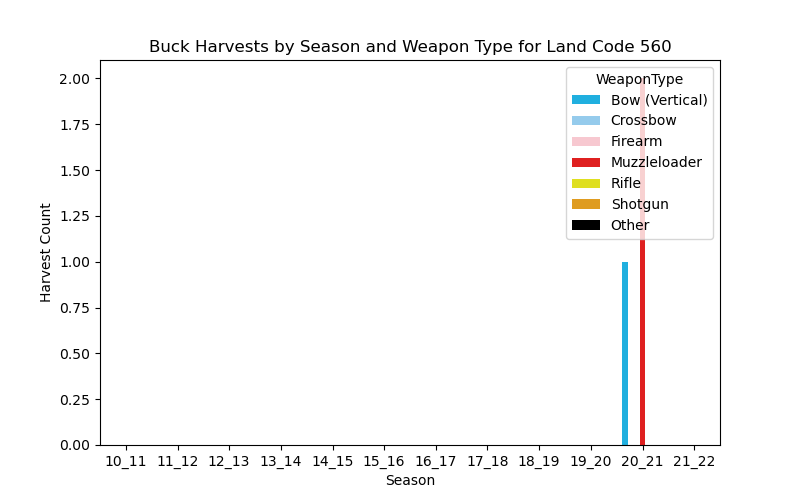 Buck Harvests by Season and Weapon Type for Land Code 560
2.00
1.75
1.50
1.25
1.00
0.75
0.50
0.25
0.00
Harvest Count
WeaponType
Bow (Vertical)
Crossbow
Firearm
Muzzleloader
Rifle
Shotgun
Other
10_11 11_12 12_13 13_14 14_15 15_16 16_17 17_18 18_19 19_20 20_21 21_22
Season